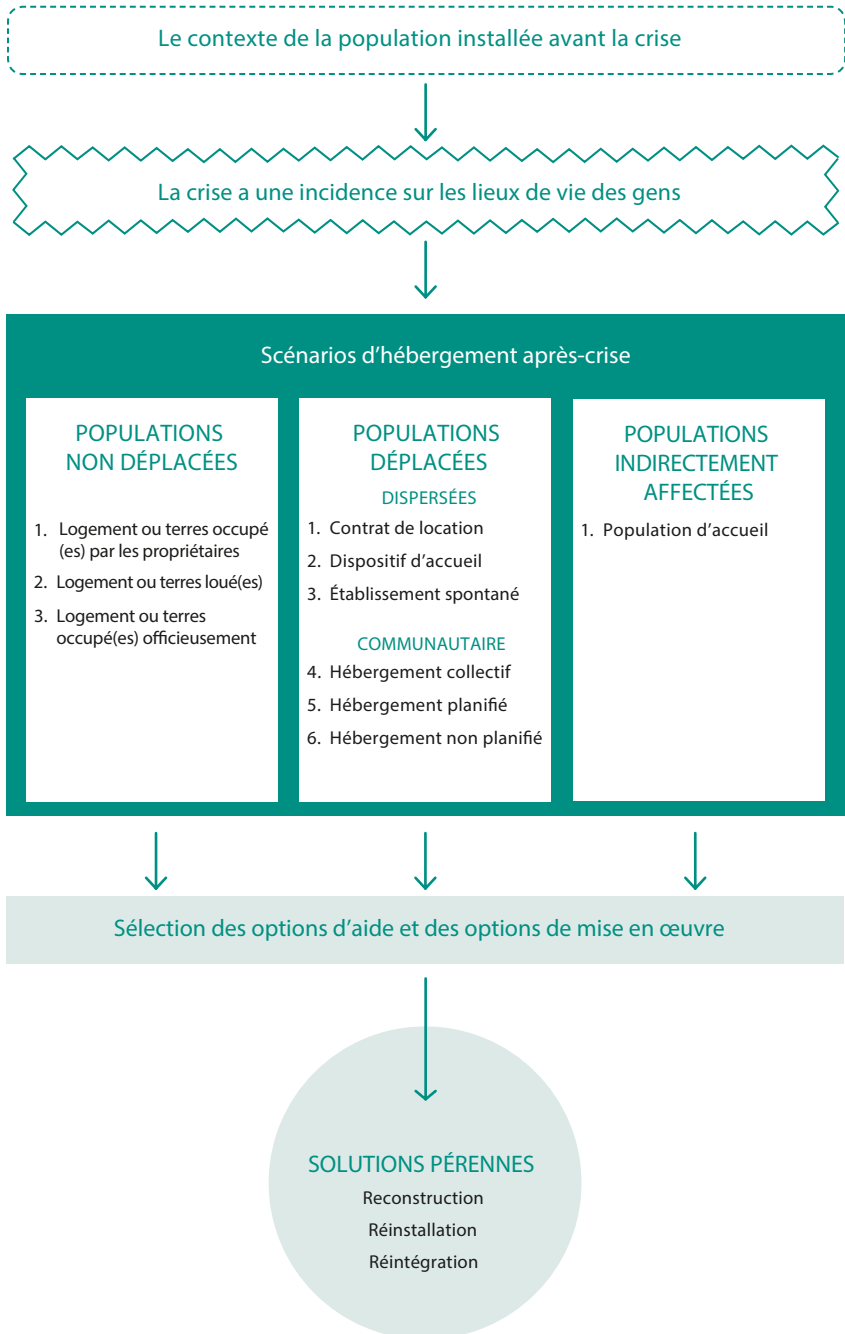 Le contexte de la population installée avant la crise
La crise a une incidence sur les lieux de vie des gens
Scénarios d’hébergement après-crise
POPULATIONS
NON DÉPLACÉES
1. Logement ou terres occupé
(es) par les propriétaires
2. Logement ou terres loué(es)
3. Logement ou terres
occupé(es) officieusement
POPULATIONS
DÉPLACÉES
DISPERSÉES
1. Contrat de location
2. Dispositif d’accueil
3. Établissement spontané
COMMUNAUTAIRE
4. Hébergement collectif
5. Hébergement planifié
6. Hébergement non planifié
POPULATIONS
INDIRECTEMENT
AFFECTÉES
1. Population d’accueil
Sélection des options d’aide et des options de mise en œuvre
SOLUTIONS PÉRENNES
Reconstruction
Réinstallation
Réintégration